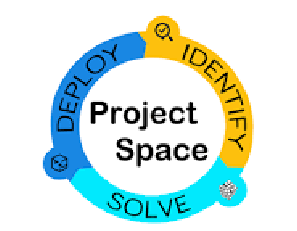 Project
Space
IDENTIFY
SOLVE
DEPLOY